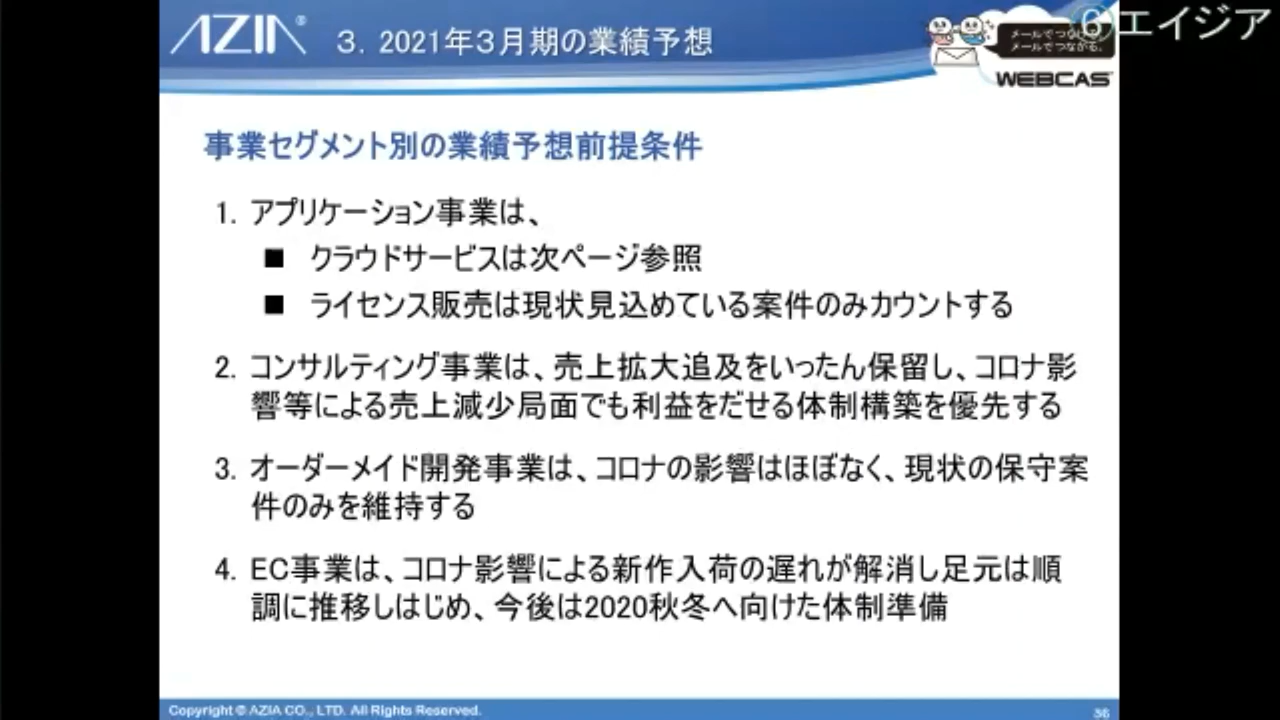 AZIA®
3. 2021年3月期の業績予想
⑥エイジア
メールでつながる。
WEBCAS
事業セグメント別の業績予想前提条件
1. アプリケーション事業は、
■ クラウドサービスは次ページ参照
■ ライセンス販売は現状見込めている案件のみカウントする
2. コンサルティング事業は、売上拡大追及をいったん保留し、コロナ影
響等による売上減少局面でも利益をだせる体制構築を優先する
3. オーダーメイド開発事業は、コロナの影響はほぼなく、現状の保守案
件のみを維持する
4. EC事業は、コロナ影響による新作入荷の遅れが解消し足元は順
調に推移しはじめ、今後は2020秋冬へ向けた体制準備
Copyright © AZIA CO., LTD. All Rights Reserved.
36